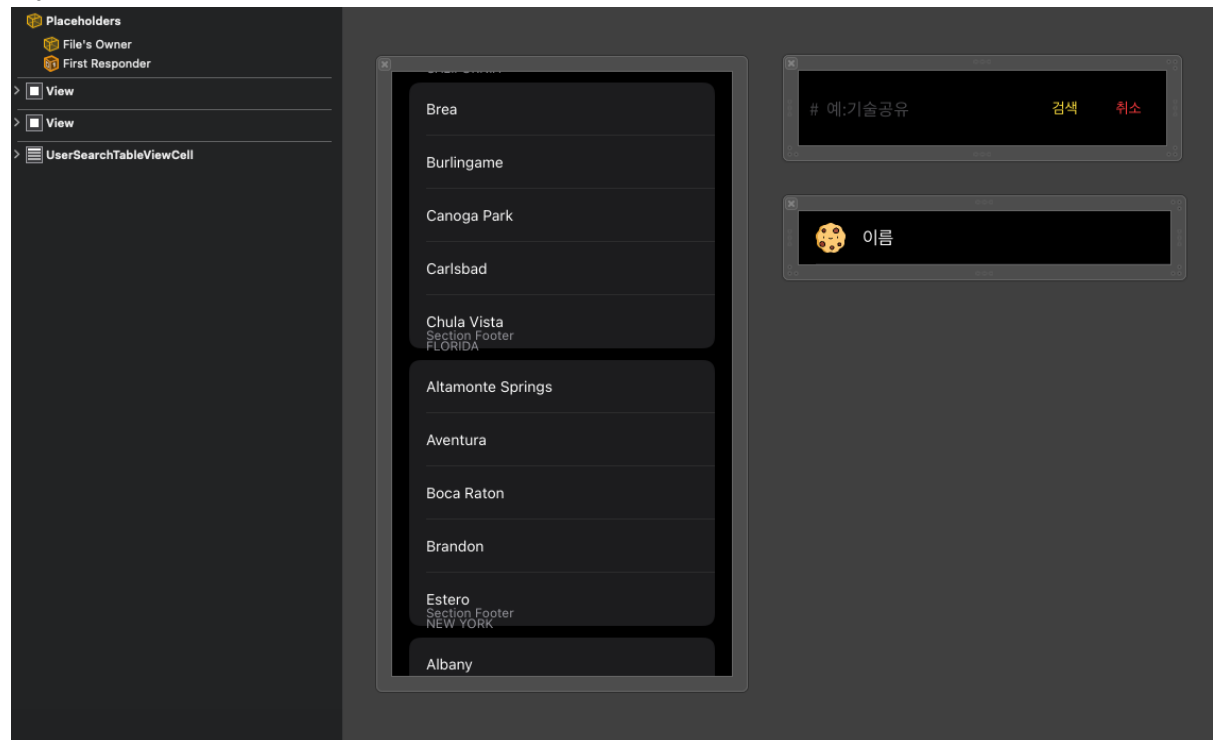 Placeholders
File's Owner
First Responder
View
View
UserSearchTableViewCell
Brea
Burlingame
Canoga Park
Carlsbad
Chula Vista
Section Footer
FLORIDA
Altamonte Springs
Aventura
Boca Raton
Brandon
Estero
Section Footer
NEW YORK
Albany
# 예:기술공유 검색 취소
이름